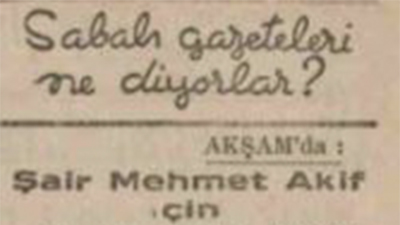 Sabah gazeteleri
ne diyorlar?
AKŞAM'da :
Şair Mehmet Akif
için